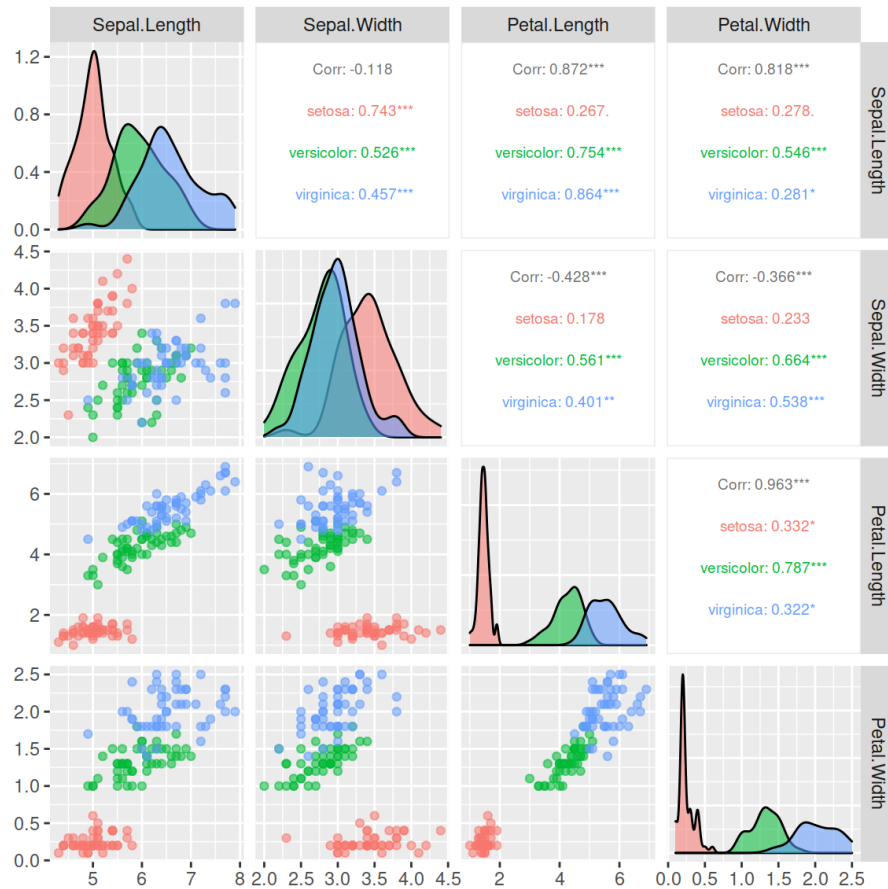 Sepal.Length
Sepal.Width
Petal.Length
Petal.Width
1.2
0.8
0.4
0.0
Corr: -0.118
setosa: 0.743***
versicolor: 0.526***
virginica: 0.457***
Corr: 0.872***
setosa: 0.267.
versicolor: 0.754***
virginica: 0.864***
Corr: 0.818***
setosa: 0.278.
versicolor: 0.546***
virginica: 0.281*
Sepal.Length
4.5
4.0
3.5
3.0
2.5
2.0
Corr: -0.428***
setosa: 0.178
versicolor: 0.561***
virginica: 0.401**
Corr: -0.366***
setosa: 0.233
versicolor: 0.664***
virginica: 0.538***
Sepal.Width
6
4
2
Corr: 0.963***
setosa: 0.332*
versicolor: 0.787***
virginica: 0.322*
Petal.Length
2.5
2.0
1.5
1.0
0.5
0.0
Petal.Width
5 6 7 8
2.0 2.5 3.0 3.5 4.0 4.5
2 4 6
0.0 0.5 1.0 1.5 2.0 2.5